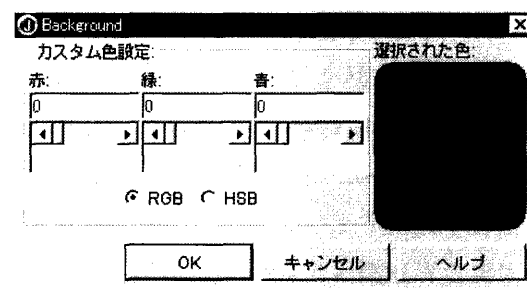 Background
カスタム色設定:
選択された色:
赤: 緑: 青:
0 0 0
RGB HSB
OK キャンセル ヘルプ